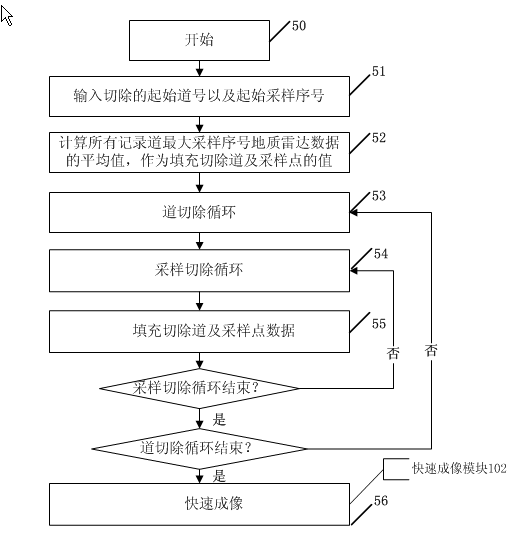 开始
50
输入切除的起始道号以及起始采样序号
51
计算所有记录道最大采样序号地质雷达数据
的平均值，作为填充切除道及采样点的值
52
道切除循环
53
采样切除循环
54
填充切除道及采样点数据
55
采样切除循环结束？
否
否
是
道切除循环结束？
是
快速成像模块102
快速成像
56